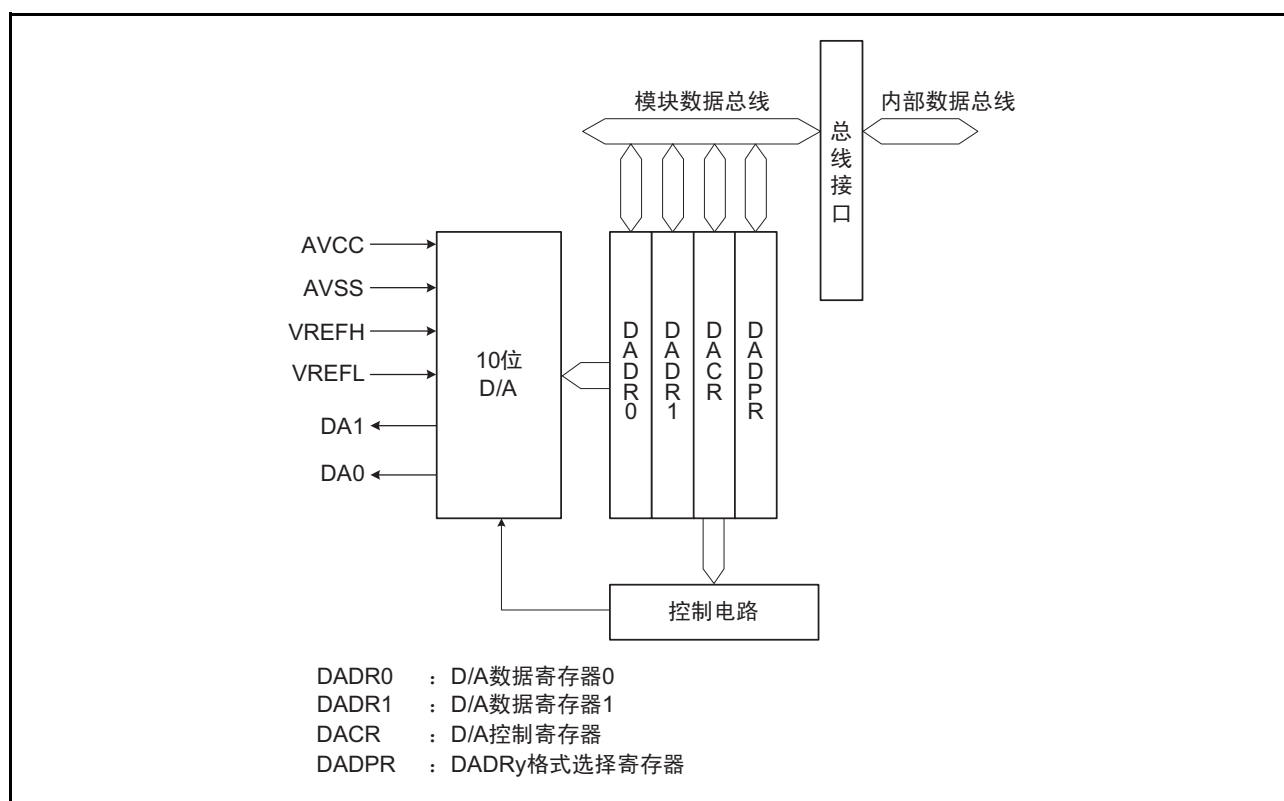 模块数据总线
内部数据总线
总线接口
AVCC
AVSS
VREFH
VREFL
DA1
DA0
10位
D/A
DADR0
DADR1
DACR
DADPR
控制电路
DADR0 : D/A数据寄存器0
DADR1 : D/A数据寄存器1
DACR : D/A控制寄存器
DADPR : DADRy格式选择寄存器